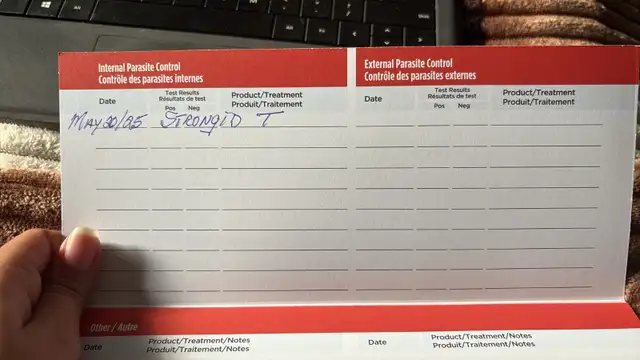 Internal Parasite Control
Contrôle des parasites internes
Date
Test Results
Résultats de test
Pos Neg
Product/Treatment
Produit/Traitement
MAY 30/05 STRONGID T
External Parasite Control
Contrôle des parasites externes
Date
Test Results
Résultats de test
Pos Neg
Product/Treatment
Produit/Traitement
Other / Autre
Date
Product/Treatment/Notes
Produit/Traitement/Notes
Date
Product/Treatment/Notes
Produit/Traitement/Notes